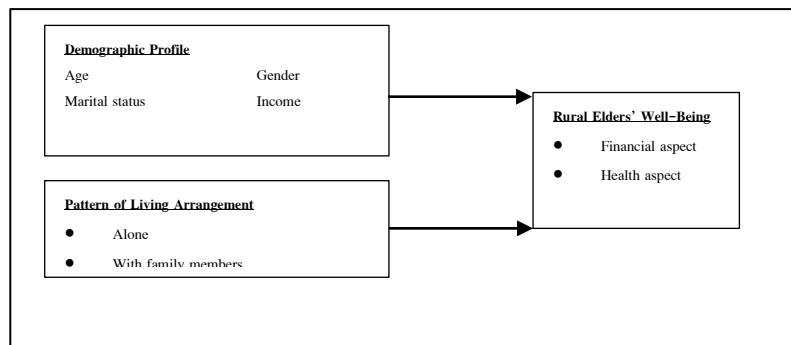 Demographic Profile
Age Gender
Marital status Income
Rural Elders' Well-Being
● Financial aspect
● Health aspect
Pattern of Living Arrangement
● Alone
● With family members